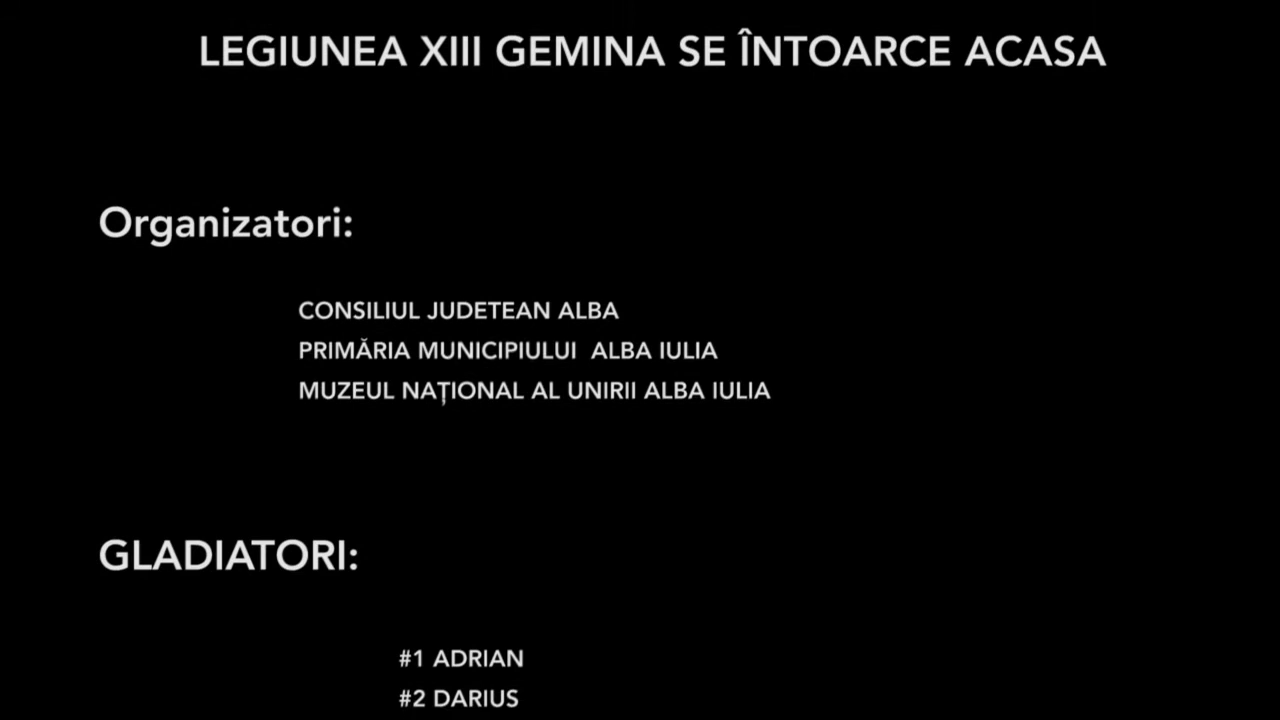 LEGIUNEA XIII GEMINA SE ÎNTOARCE ACASA
Organizatori:
CONSILIUL JUDETEAN ALBA
PRIMĂRIA MUNICIPIULUI  ALBA IULIA
MUZEUL NAȚIONAL AL UNIRII ALBA IULIA
GLADIATORI:
#1 ADRIAN
#2 DARIUS